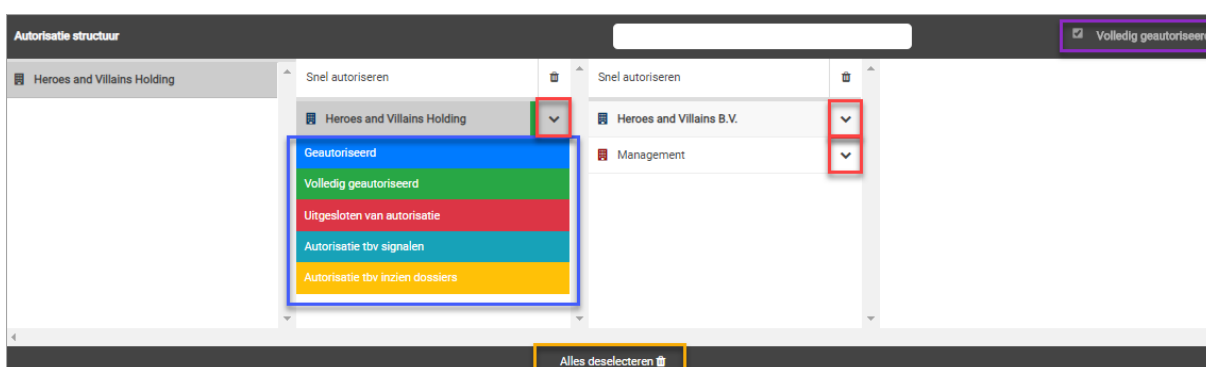 Autorisatie structuur
Volledig geautoriseerd
Heroes and Villains Holding
Snel autoriseren
Heroes and Villains Holding
Geautoriseerd
Volledig geautoriseerd
Uitgesloten van autorisatie
Autorisatie tbv signalen
Autorisatie tbv inzien dossiers
Snel autoriseren
Heroes and Villains B.V.
Management
Alles deselecteren